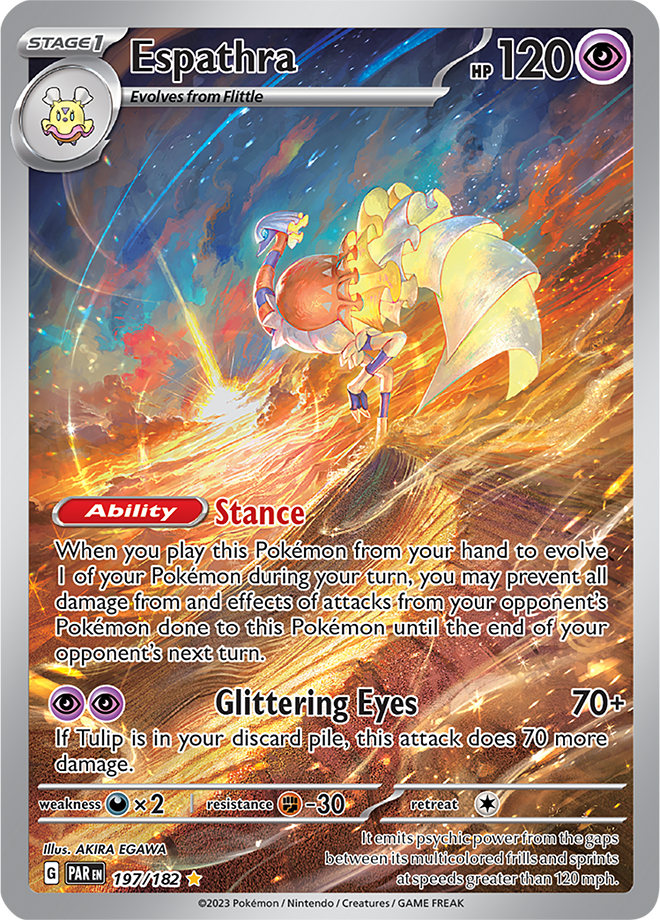 STAGE1
Espathra
HP 120
Evolves from Flittle
Ability Stance
When you play this Pokémon from your hand to evolve
1 of your Pokémon during your turn, you may prevent all
damage from and effects of attacks from your opponent's
Pokémon done to this Pokémon until the end of your
opponent's next turn.
Glittering Eyes 70+
If Tulip is in your discard pile, this attack does 70 more
damage.
weakness ×2 resistance -30 retreat
Illus. AKIRA EGAWA
It emits psychic power from the gaps
between its multicolored frills and sprints
at speeds greater than 120 mph.
G PAR EN 197/182
©2023 Pokémon / Nintendo / Creatures / GAME FREAK